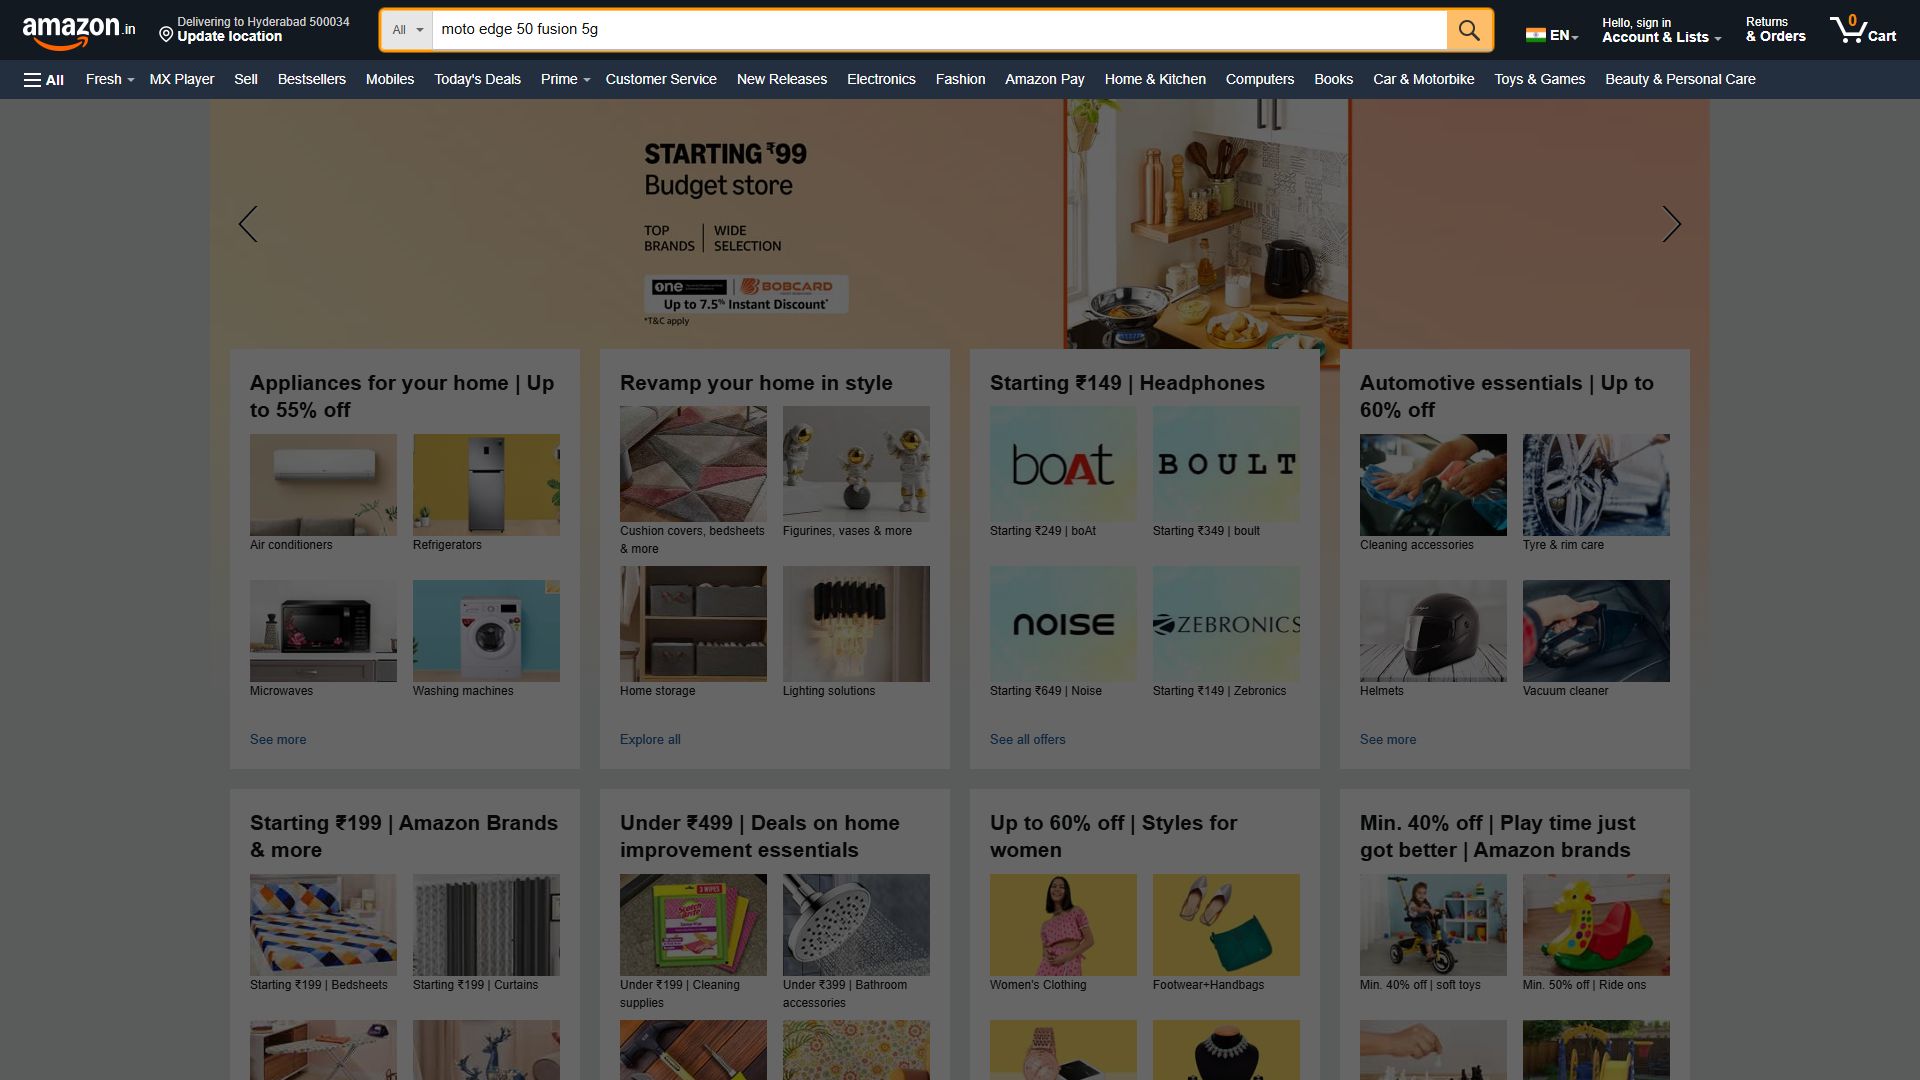 amazon.in
Delivering to Hyderabad 500034
Update location
All
moto edge 50 fusion 5g
EN
Hello, sign in
Account & Lists
Returns
& Orders
0
Cart
All
Fresh
MX Player
Sell
Bestsellers
Mobiles
Today's Deals
Prime
Customer Service
New Releases
Electronics
Fashion
Amazon Pay
Home & Kitchen
Computers
Books
Car & Motorbike
Toys & Games
Beauty & Personal Care
STARTING ₹99
Budget store
TOP BRANDS | WIDE SELECTION
one | BOBCARD
Up to 7.5% Instant Discount*
*T&C apply
Appliances for your home | Up
to 55% off
Air conditioners
Refrigerators
Microwaves
Washing machines
See more
Revamp your home in style
Cushion covers, bedsheets
& more
Figurines, vases & more
Home storage
Lighting solutions
Explore all
Starting ₹149 | Headphones
boAt
BOULT
Starting ₹249 | boAt
Starting ₹349 | boult
noise
ZEBRONICS
Starting ₹649 | Noise
Starting ₹149 | Zebronics
See all offers
Automotive essentials | Up to
60% off
Cleaning accessories
Tyre & rim care
Helmets
Vacuum cleaner
See more
Starting ₹199 | Amazon Brands
& more
Starting ₹199 | Bedsheets
Starting ₹199 | Curtains
Under ₹499 | Deals on home
improvement essentials
3 WIPES
Scotch Brite
Under ₹199 | Cleaning
supplies
Under ₹399 | Bathroom
accessories
Up to 60% off | Styles for
women
Women's Clothing
Footwear+Handbags
Min. 40% off | Play time just
got better | Amazon brands
Min. 40% off | soft toys
Min. 50% off | Ride ons